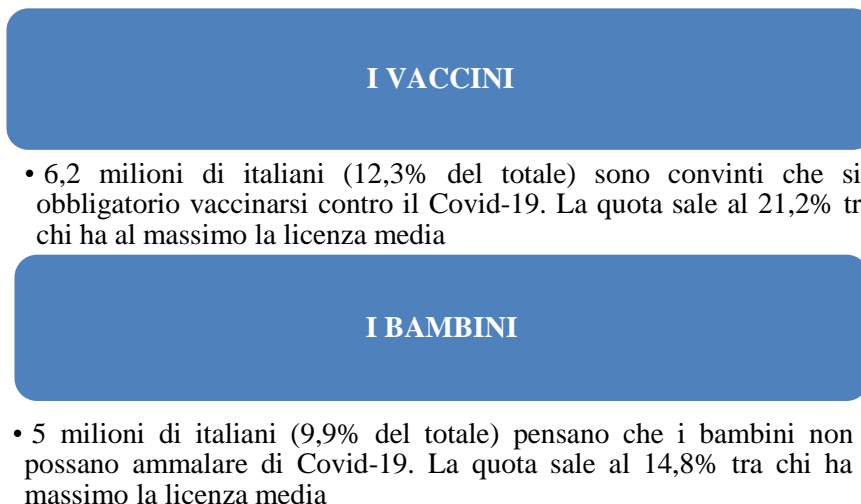 I VACCINI
• 6,2 milioni di italiani (12,3% del totale) sono convinti che si
obbligatorio vaccinarsi contro il Covid-19. La quota sale al 21,2% tr
chi ha al massimo la licenza media
I BAMBINI
• 5 milioni di italiani (9,9% del totale) pensano che i bambini non
possano ammalare di Covid-19. La quota sale al 14,8% tra chi ha
massimo la licenza media